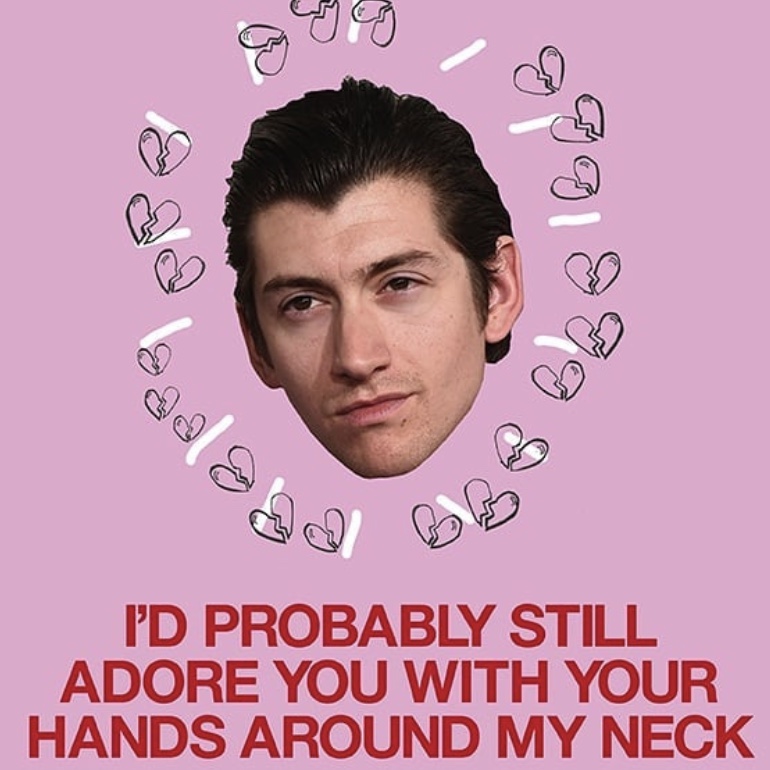 I’D PROBABLY STILL
ADORE YOU WITH YOUR
HANDS AROUND MY NECK